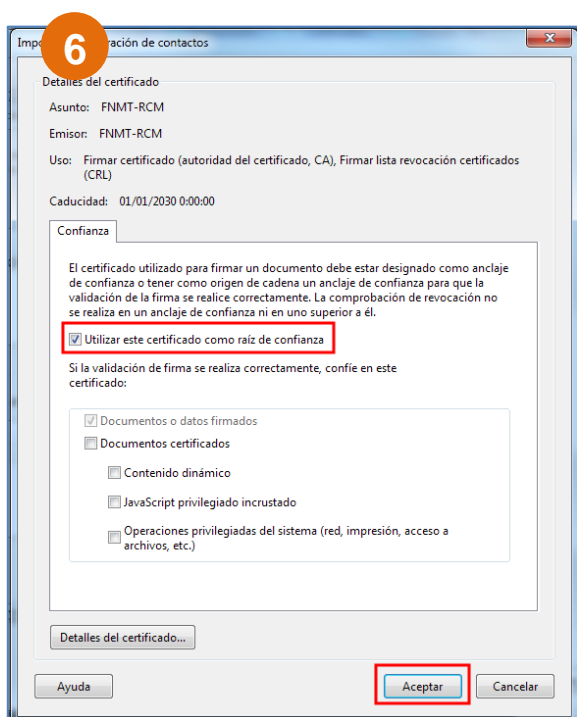 6
Impo
ración de contactos
Detalles del certificado
Asunto: FNMT-RCM
Emisor: FNMT-RCM
Uso: Firmar certificado (autoridad del certificado, CA), Firmar lista revocación certificados
(CRL)
Caducidad: 01/01/2030 0:00:00
Confianza
El certificado utilizado para firmar un documento debe estar designado como anclaje
de confianza o tener como origen de cadena un anclaje de confianza para que la
validación de la firma se realice correctamente. La comprobación de revocación no
se realiza en un anclaje de confianza ni en uno superior a él.
Utilizar este certificado como raíz de confianza
Si la validación de firma se realiza correctamente, confíe en este
certificado:
Documentos o datos firmados
Documentos certificados
Contenido dinámico
JavaScript privilegiado incrustado
Operaciones privilegiadas del sistema (red, impresión, acceso a
archivos, etc.)
Detalles del certificado...
Ayuda
Aceptar
Cancelar